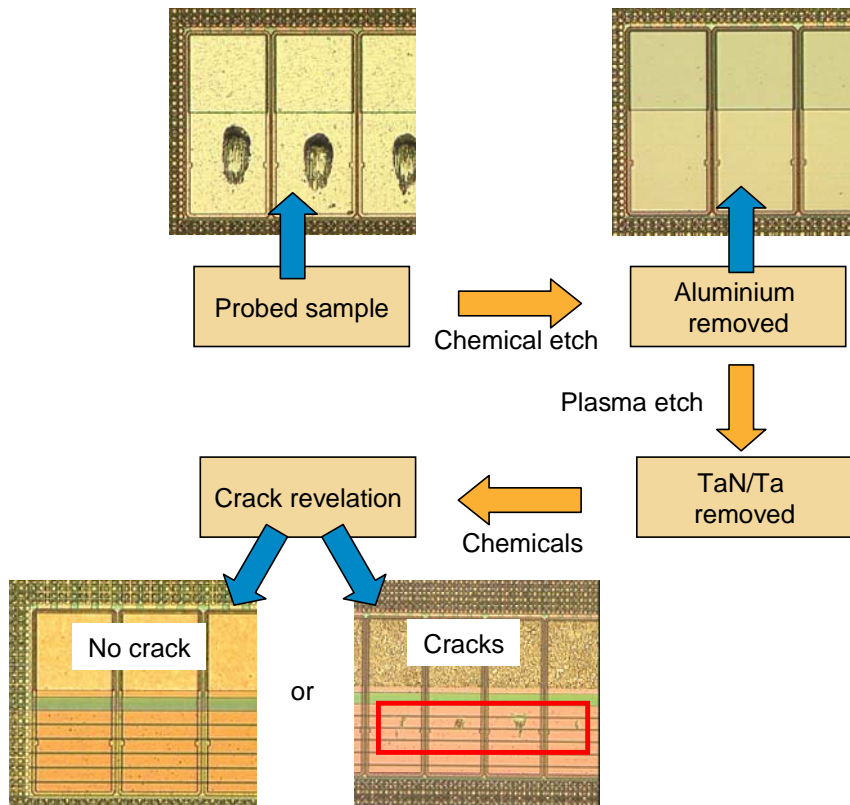 Probed sample
Chemical etch
Aluminium
removed
Plasma etch
TaN/Ta
removed
Chemicals
Crack revelation
No crack
or
Cracks